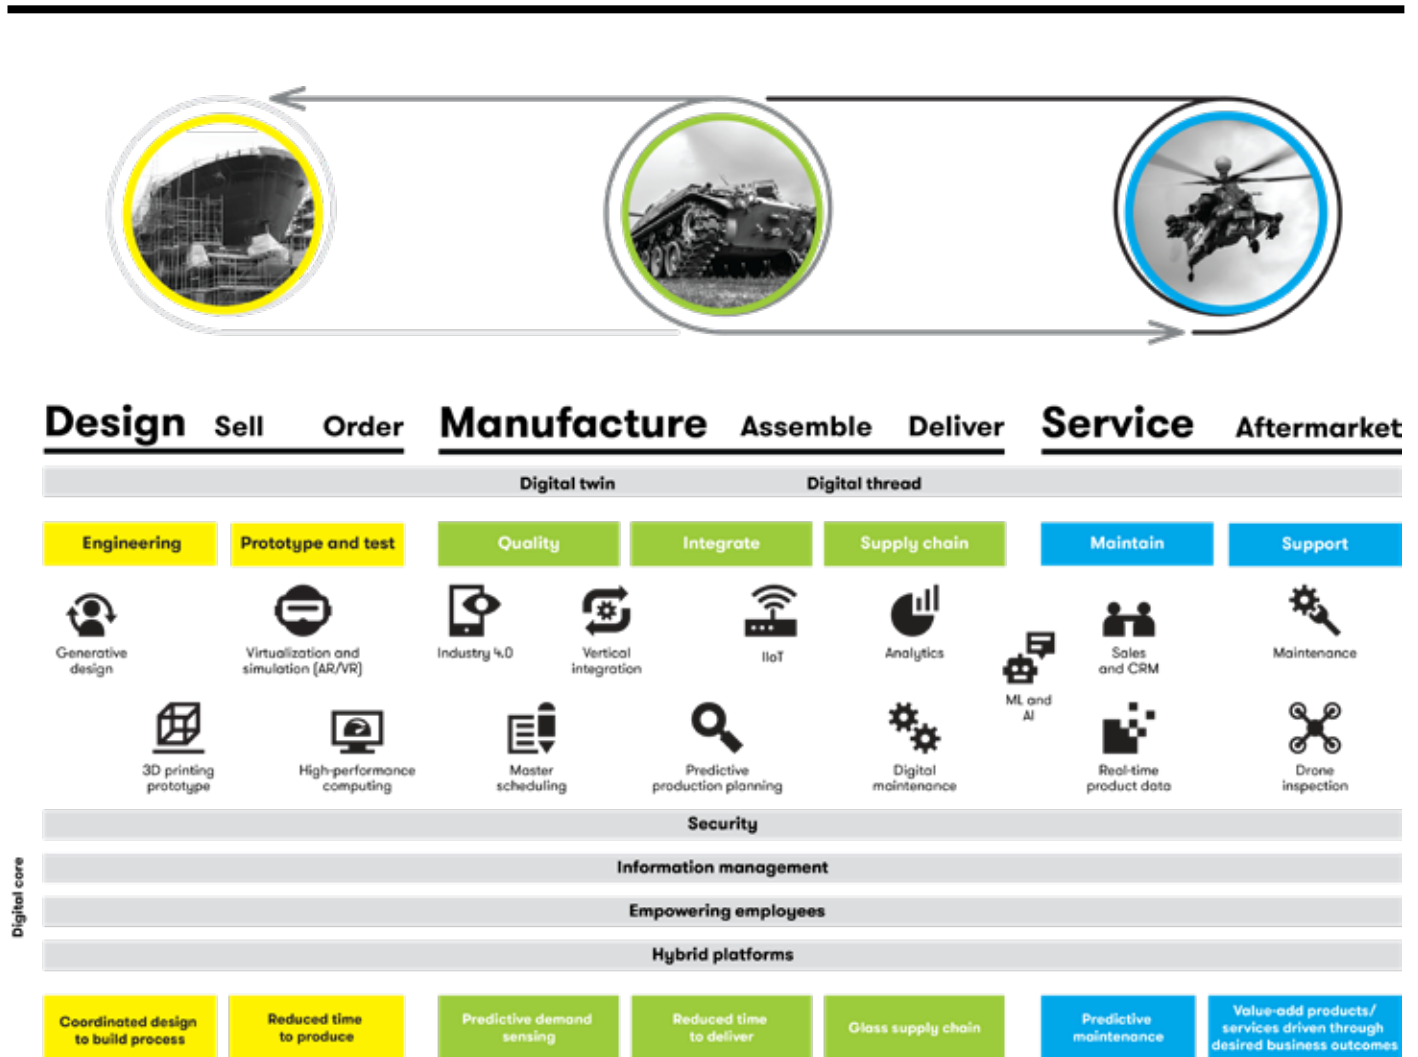 Design Sell Order Manufacture Assemble Deliver Service Aftermarket
Digital twin Digital thread
Engineering Prototype and test Quality Integrate Supply chain Maintain Support
Generative
design
Virtualization and
simulation (AR/VR)
Industry 4.0
Vertical
integration
IIoT
Analytics
ML and
AI
Sales
and CRM
Maintenance
3D printing
prototype
High-performance
computing
Master
scheduling
Predictive
production planning
Digital
maintenance
Real-time
product data
Drone
inspection
Digital core
Security
Information management
Empowering employees
Hybrid platforms
Coordinated design
to build process
Reduced time
to produce
Predictive demand
sensing
Reduced time
to deliver
Glass supply chain
Predictive
maintenance
Value-add products/
services driven through
desired business outcomes